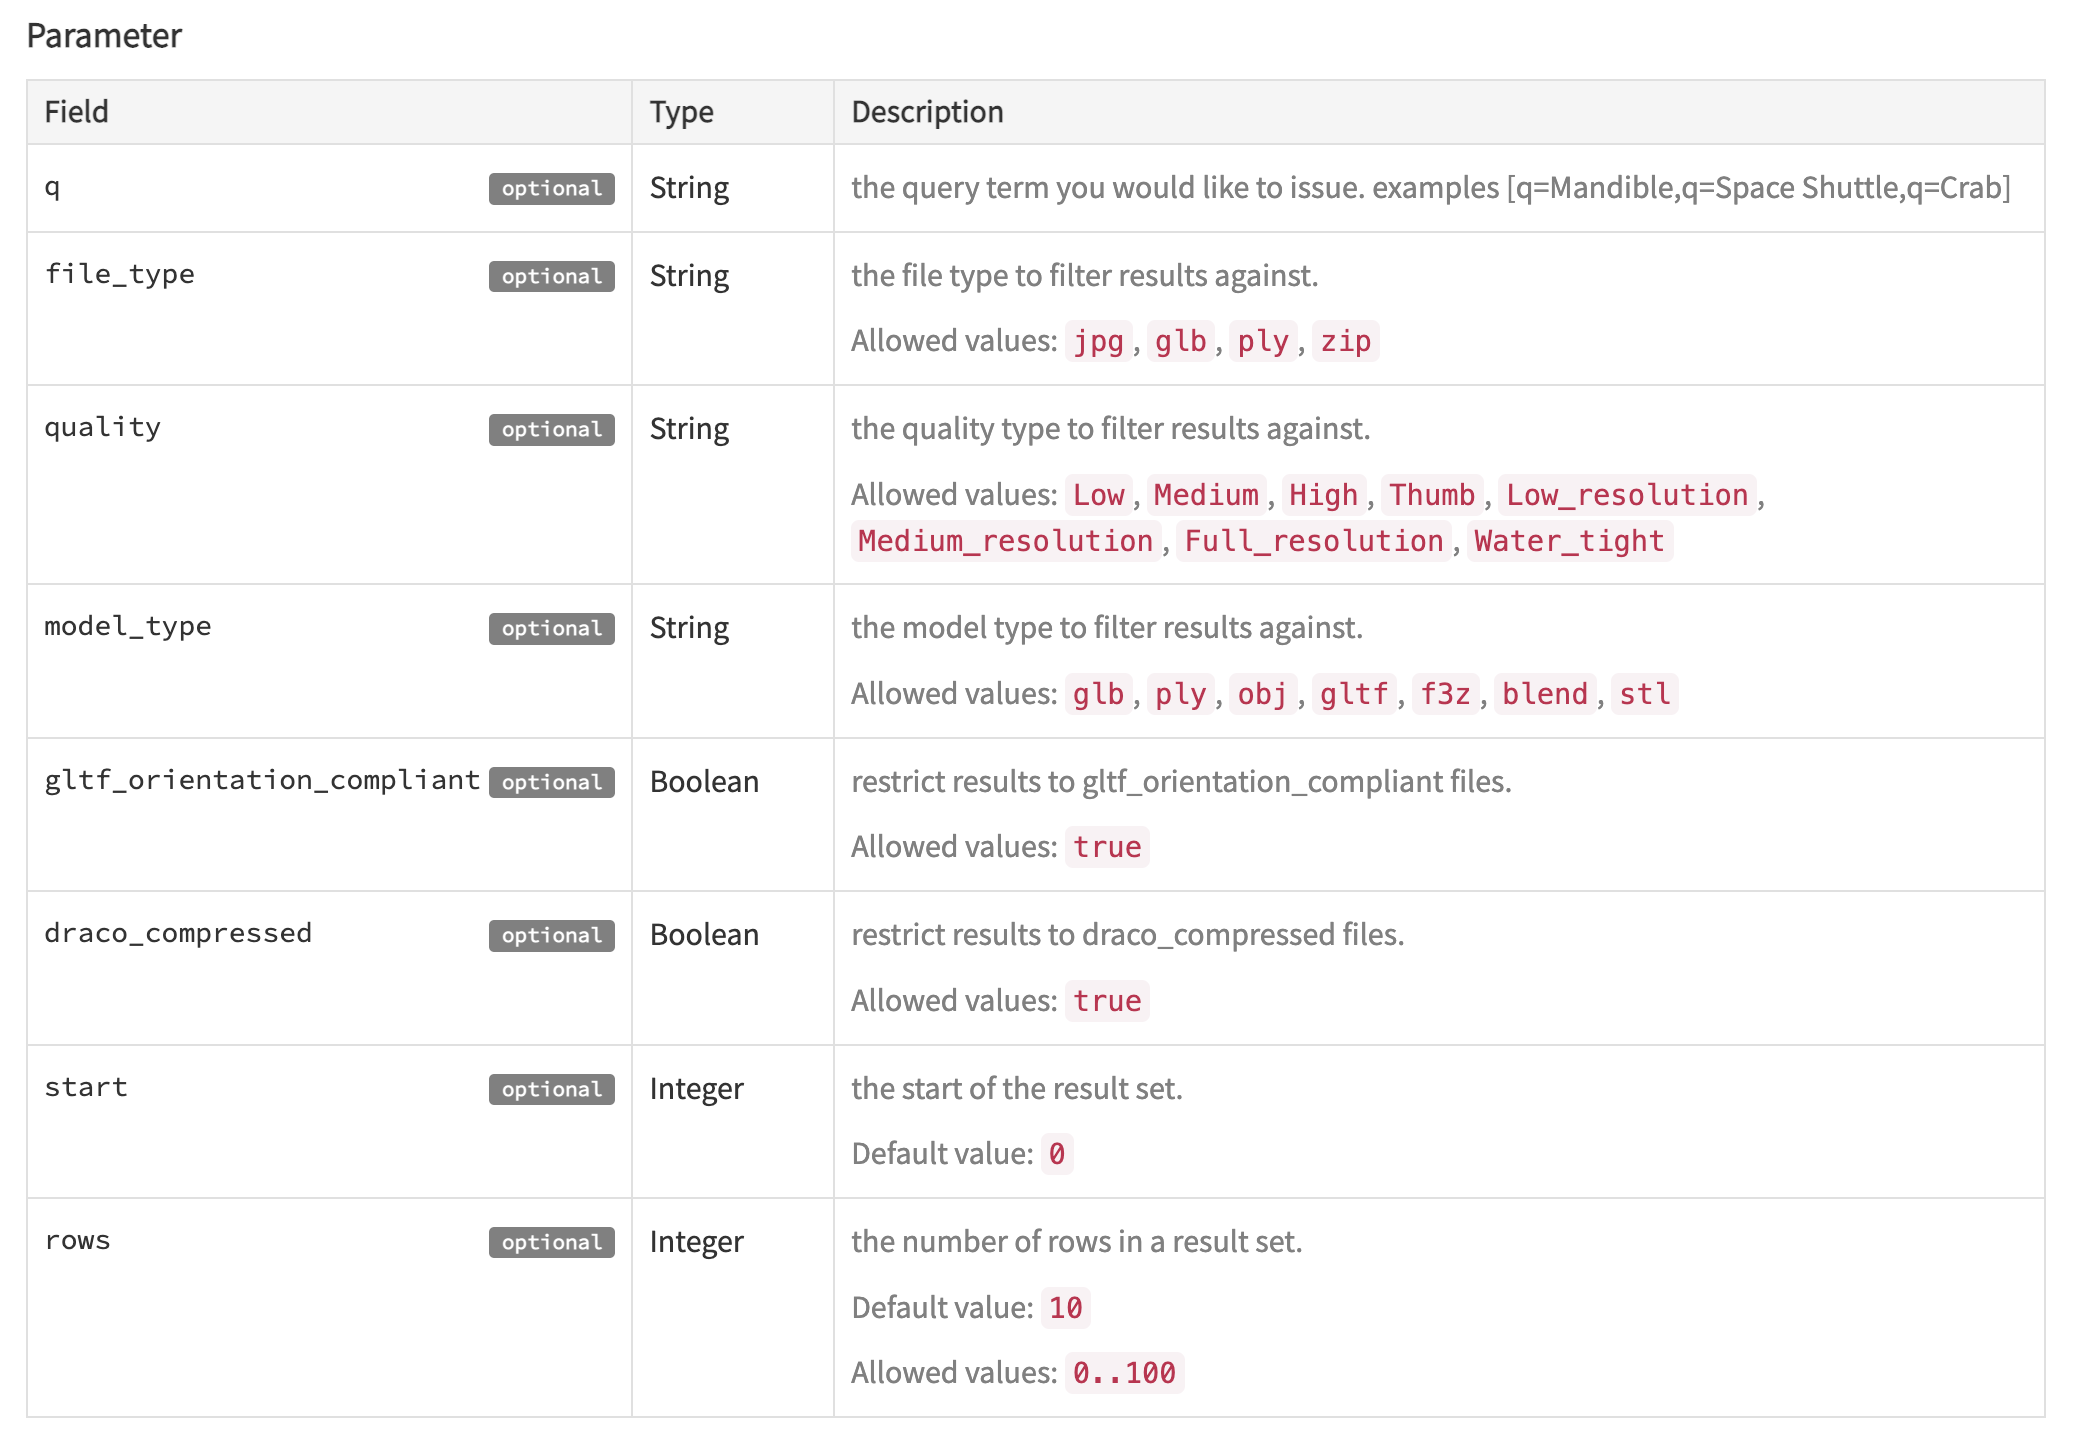 Parameter
Field Type Description
q optional String the query term you would like to issue. examples [q=Mandible,q=Space Shuttle,q=Crab]
file_type optional String the file type to filter results against.
Allowed values: jpg, glb, ply, zip
quality optional String the quality type to filter results against.
Allowed values: Low, Medium, High, Thumb, Low_resolution,
Medium_resolution, Full_resolution, Water_tight
model_type optional String the model type to filter results against.
Allowed values: glb, ply, obj, gltf, f3z, blend, stl
gltf_orientation_compliant optional Boolean restrict results to gltf_orientation_compliant files.
Allowed values: true
draco_compressed optional Boolean restrict results to draco_compressed files.
Allowed values: true
start optional Integer the start of the result set.
Default value: 0
rows optional Integer the number of rows in a result set.
Default value: 10
Allowed values: 0..100